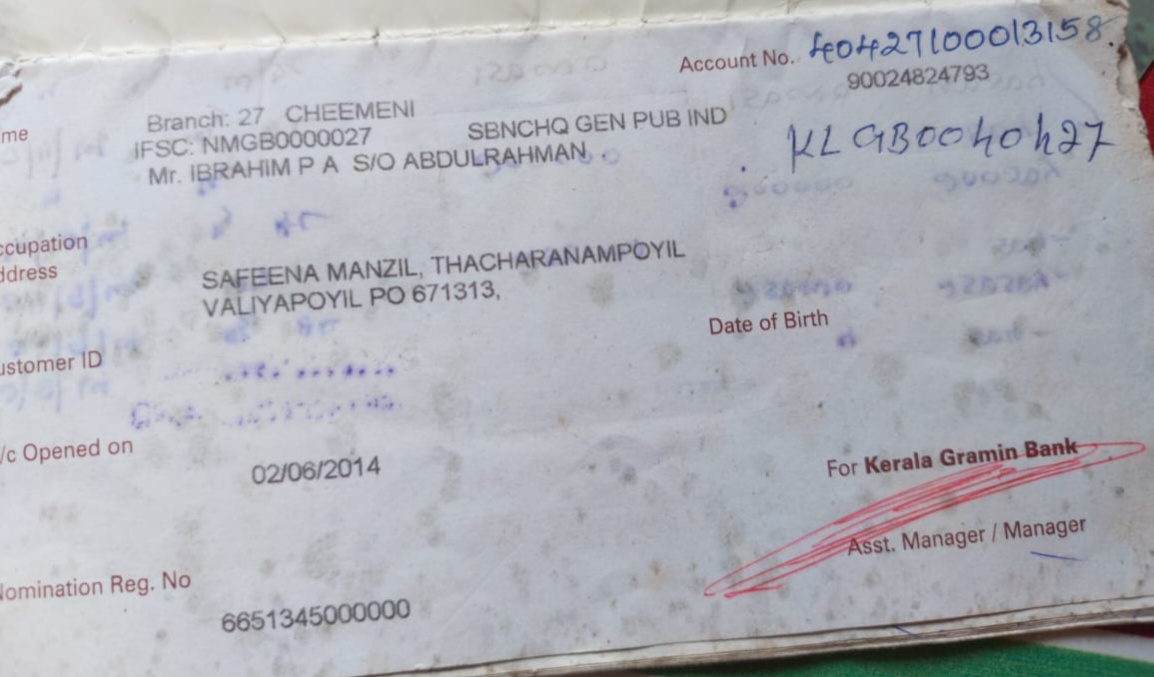 Account No. 40427100013158
90024824793
me
Branch: 27 CHEEMENI
IFSC: NMGB0000027 SBNCHQ GEN PUB IND
KLGB0040427
Mr. IBRAHIM P A S/O ABDULRAHMAN
ccupation
ddress
SAFEENA MANZIL, THACHARANAMPOYIL
VALIYAPOYIL PO 671313,
Date of Birth
ustomer ID
/c Opened on
02/06/2014
For Kerala Gramin Bank
Asst. Manager / Manager
Nomination Reg. No
6651345000000